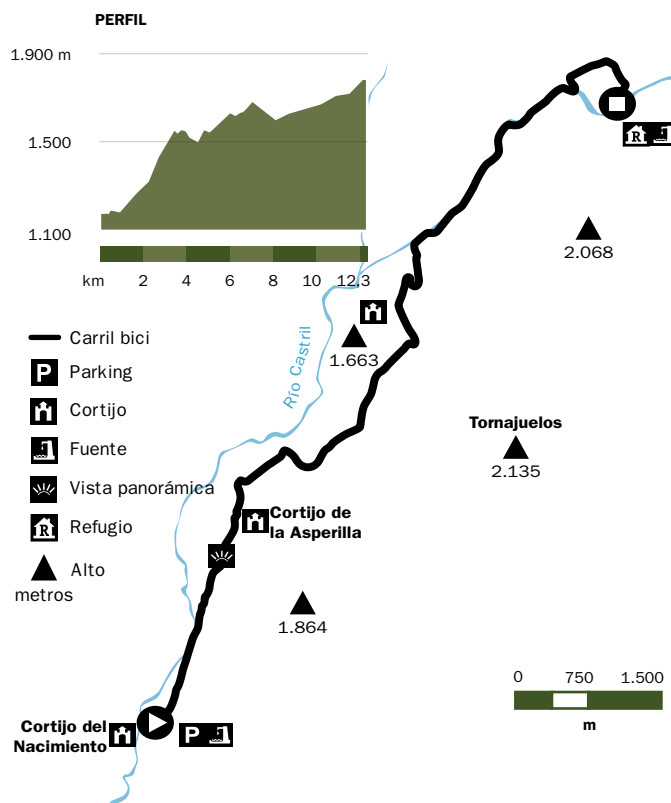 PERFIL
1.900 m
1.500
1.100
km 2 4 6 8 10 12,3
Carril bici
P Parking
Cortijo
Fuente
Vista panorámica
R Refugio
Alto
metros
Río Castril
R
2.068
1.663
Tornajuelos
2.135
Cortijo de
la Asperilla
1.864
0 750 1.500
m
Cortijo del
Nacimiento
P